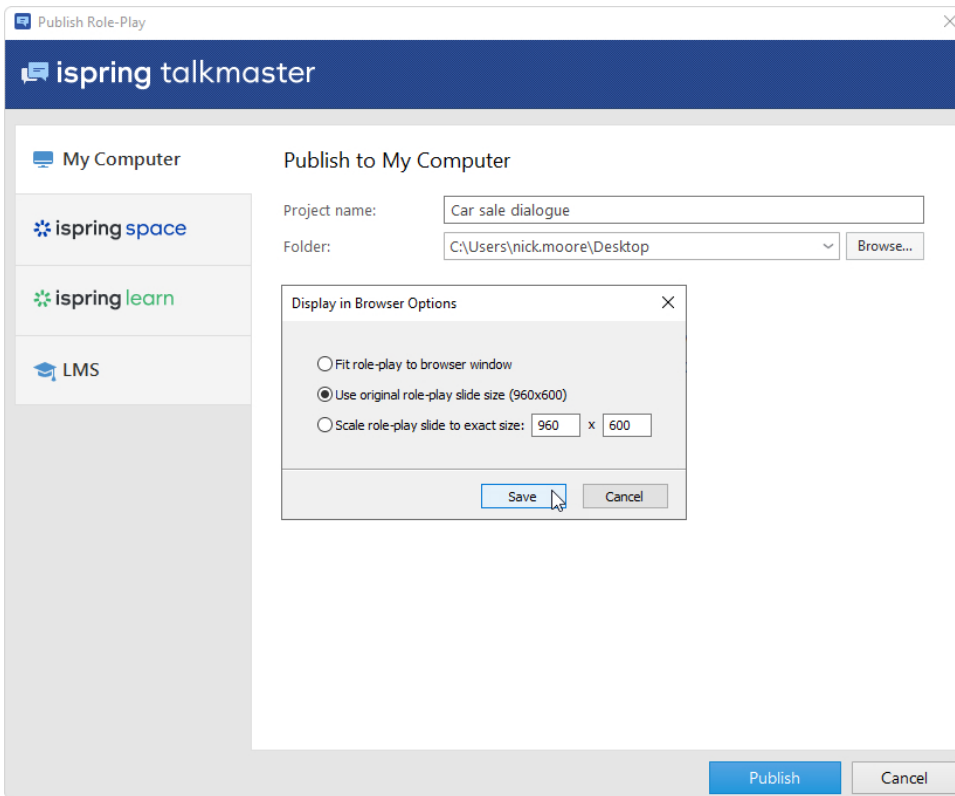 Publish Role-Play
ispring talkmaster
My Computer
ispring space
ispring learn
LMS
Publish to My Computer
Project name: Car sale dialogue
Folder: C:\Users\nick.moore\Desktop Browse...
Display in Browser Options
Fit role-play to browser window
Use original role-play slide size (960x600)
Scale role-play slide to exact size: 960 x 600
Save Cancel
Publish Cancel